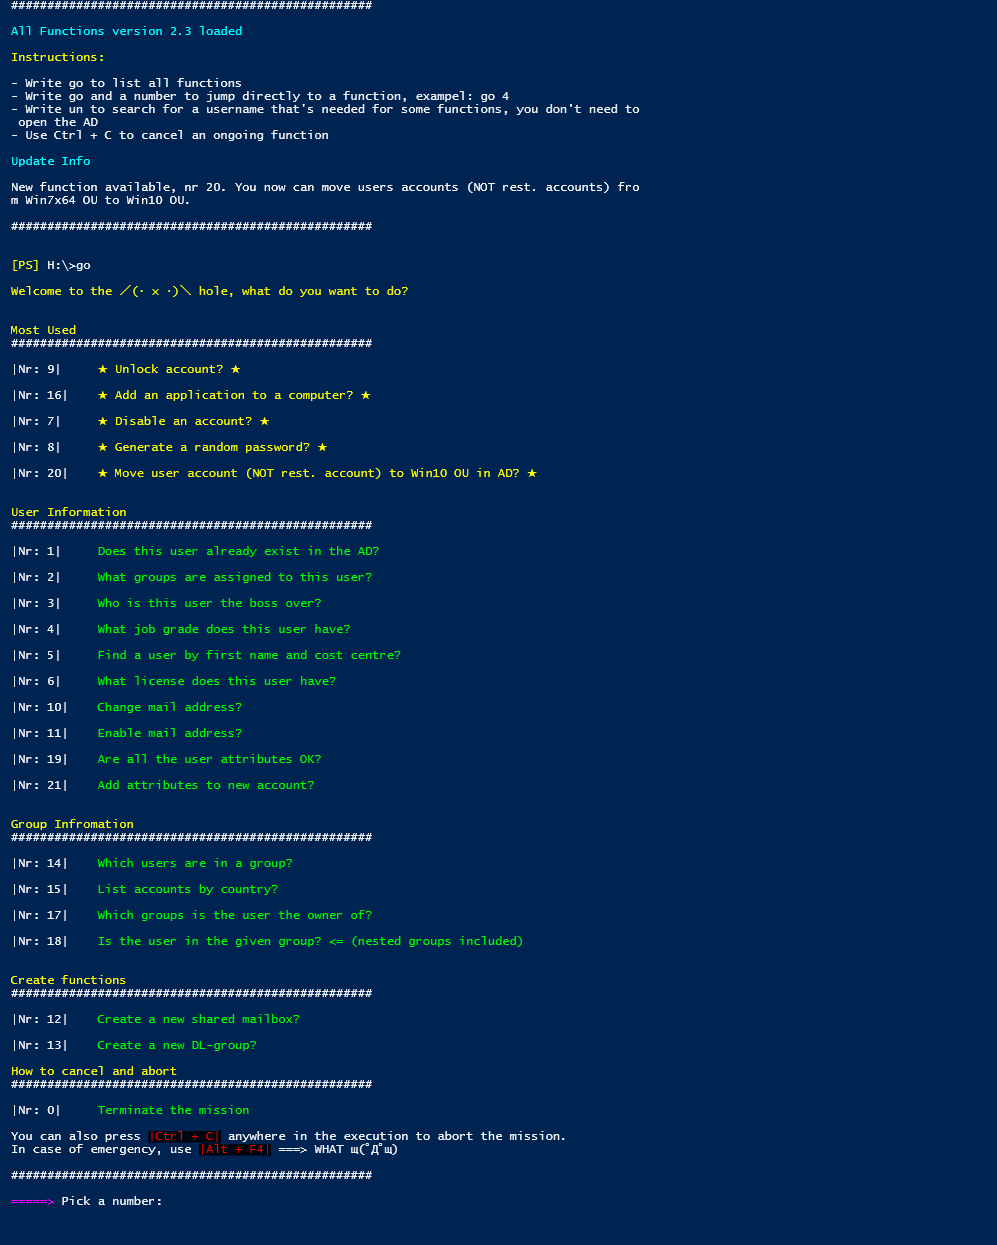 ##################################################
All Functions version 2.3 loaded
Instructions:
- Write go to list all functions
- Write go and a number to jump directly to a function, exampel: go 4
- Write un to search for a username that's needed for some functions, you don't need to
 open the AD
- Use Ctrl + C to cancel an ongoing function
Update Info
New function available, nr 20. You now can move users accounts (NOT rest. accounts) fro
m Win7x64 OU to Win10 OU.
##################################################
[PS] H:\>go
Welcome to the ／(· x ·)＼ hole, what do you want to do?
Most Used
##################################################
|Nr: 9|     ★ Unlock account? ★
|Nr: 16|    ★ Add an application to a computer? ★
|Nr: 7|     ★ Disable an account? ★
|Nr: 8|     ★ Generate a random password? ★
|Nr: 20|    ★ Move user account (NOT rest. account) to Win10 OU in AD? ★
User Information
##################################################
|Nr: 1|     Does this user already exist in the AD?
|Nr: 2|     What groups are assigned to this user?
|Nr: 3|     Who is this user the boss over?
|Nr: 4|     What job grade does this user have?
|Nr: 5|     Find a user by first name and cost centre?
|Nr: 6|     What license does this user have?
|Nr: 10|    Change mail address?
|Nr: 11|    Enable mail address?
|Nr: 19|    Are all the user attributes OK?
|Nr: 21|    Add attributes to new account?
Group Infromation
##################################################
|Nr: 14|    Which users are in a group?
|Nr: 15|    List accounts by country?
|Nr: 17|    Which groups is the user the owner of?
|Nr: 18|    Is the user in the given group? <= (nested groups included)
Create functions
##################################################
|Nr: 12|    Create a new shared mailbox?
|Nr: 13|    Create a new DL-group?
How to cancel and abort
##################################################
|Nr: 0|     Terminate the mission
You can also press |Ctrl + C| anywhere in the execution to abort the mission.
In case of emergency, use |Alt + F4| ===> WHAT щ(ﾟДﾟщ)
##################################################
=====> Pick a number: